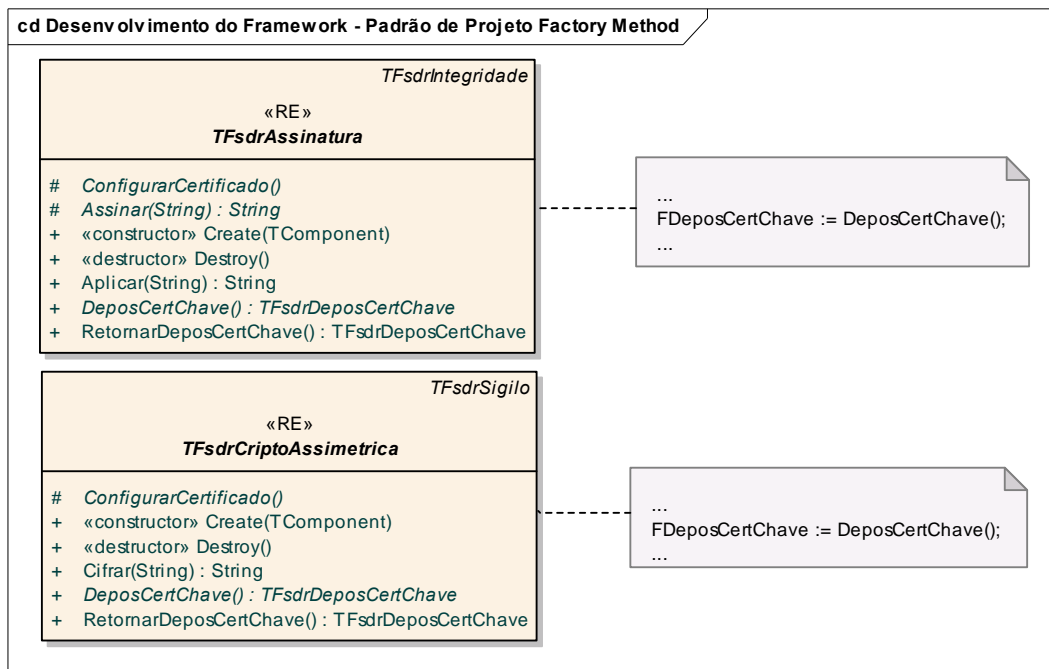 cd Desenvolvimento do Framework - Padrão de Projeto Factory Method
TFsdrIntegridade
«RE»
TFsdrAssinatura
# ConfigurarCertificado()
# Assinar(String) : String
+ «constructor» Create(TComponent)
+ «destructor» Destroy()
+ Aplicar(String) : String
+ DeposCertChave() : TFsdrDeposCertChave
+ RetornarDeposCertChave() : TFsdrDeposCertChave
...
FDeposCertChave := DeposCertChave();
...
TFsdrSigilo
«RE»
TFsdrCriptoAssimetrica
# ConfigurarCertificado()
+ «constructor» Create(TComponent)
+ «destructor» Destroy()
+ Cifrar(String) : String
+ DeposCertChave() : TFsdrDeposCertChave
+ RetornarDeposCertChave() : TFsdrDeposCertChave
...
FDeposCertChave := DeposCertChave();
...